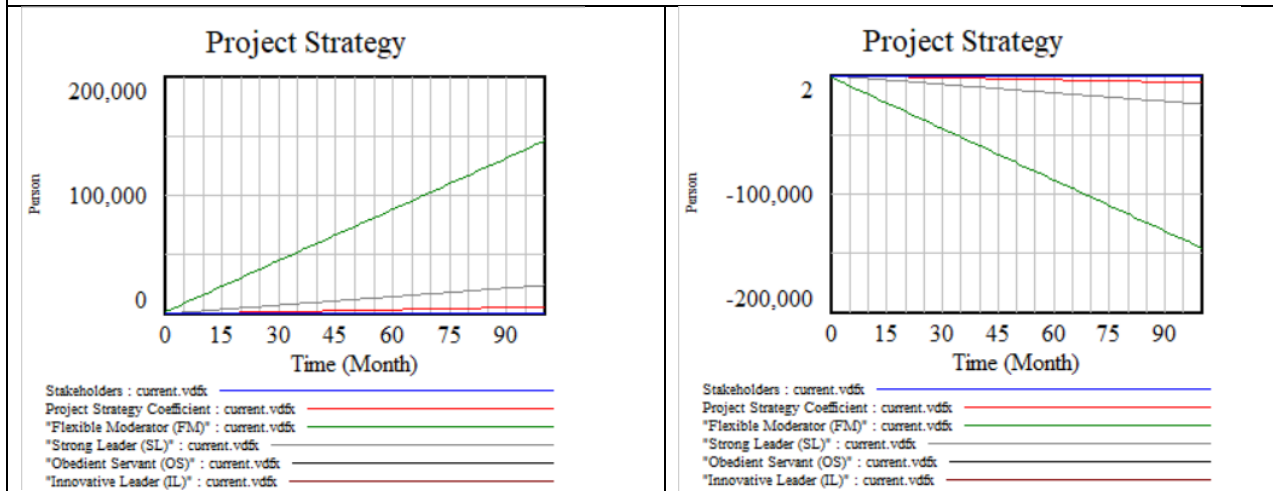 Project Strategy
200,000
100,000
0
Person
0 15 30 45 60 75 90
Time (Month)
Stakeholders : current.vdfx
Project Strategy Coefficient : current.vdfx
"Flexible Moderator (FM)" : current.vdfx
"Strong Leader (SL)" : current.vdfx
"Obedient Servant (OS)" : current.vdfx
"Innovative Leader (IL)" : current.vdfx
Project Strategy
2
-100,000
-200,000
Person
0 15 30 45 60 75 90
Time (Month)
Stakeholders : current.vdfx
Project Strategy Coefficient : current.vdfx
"Flexible Moderator (FM)" : current.vdfx
"Strong Leader (SL)" : current.vdfx
"Obedient Servant (OS)" : current.vdfx
"Innovative Leader (IL)" : current.vdfx